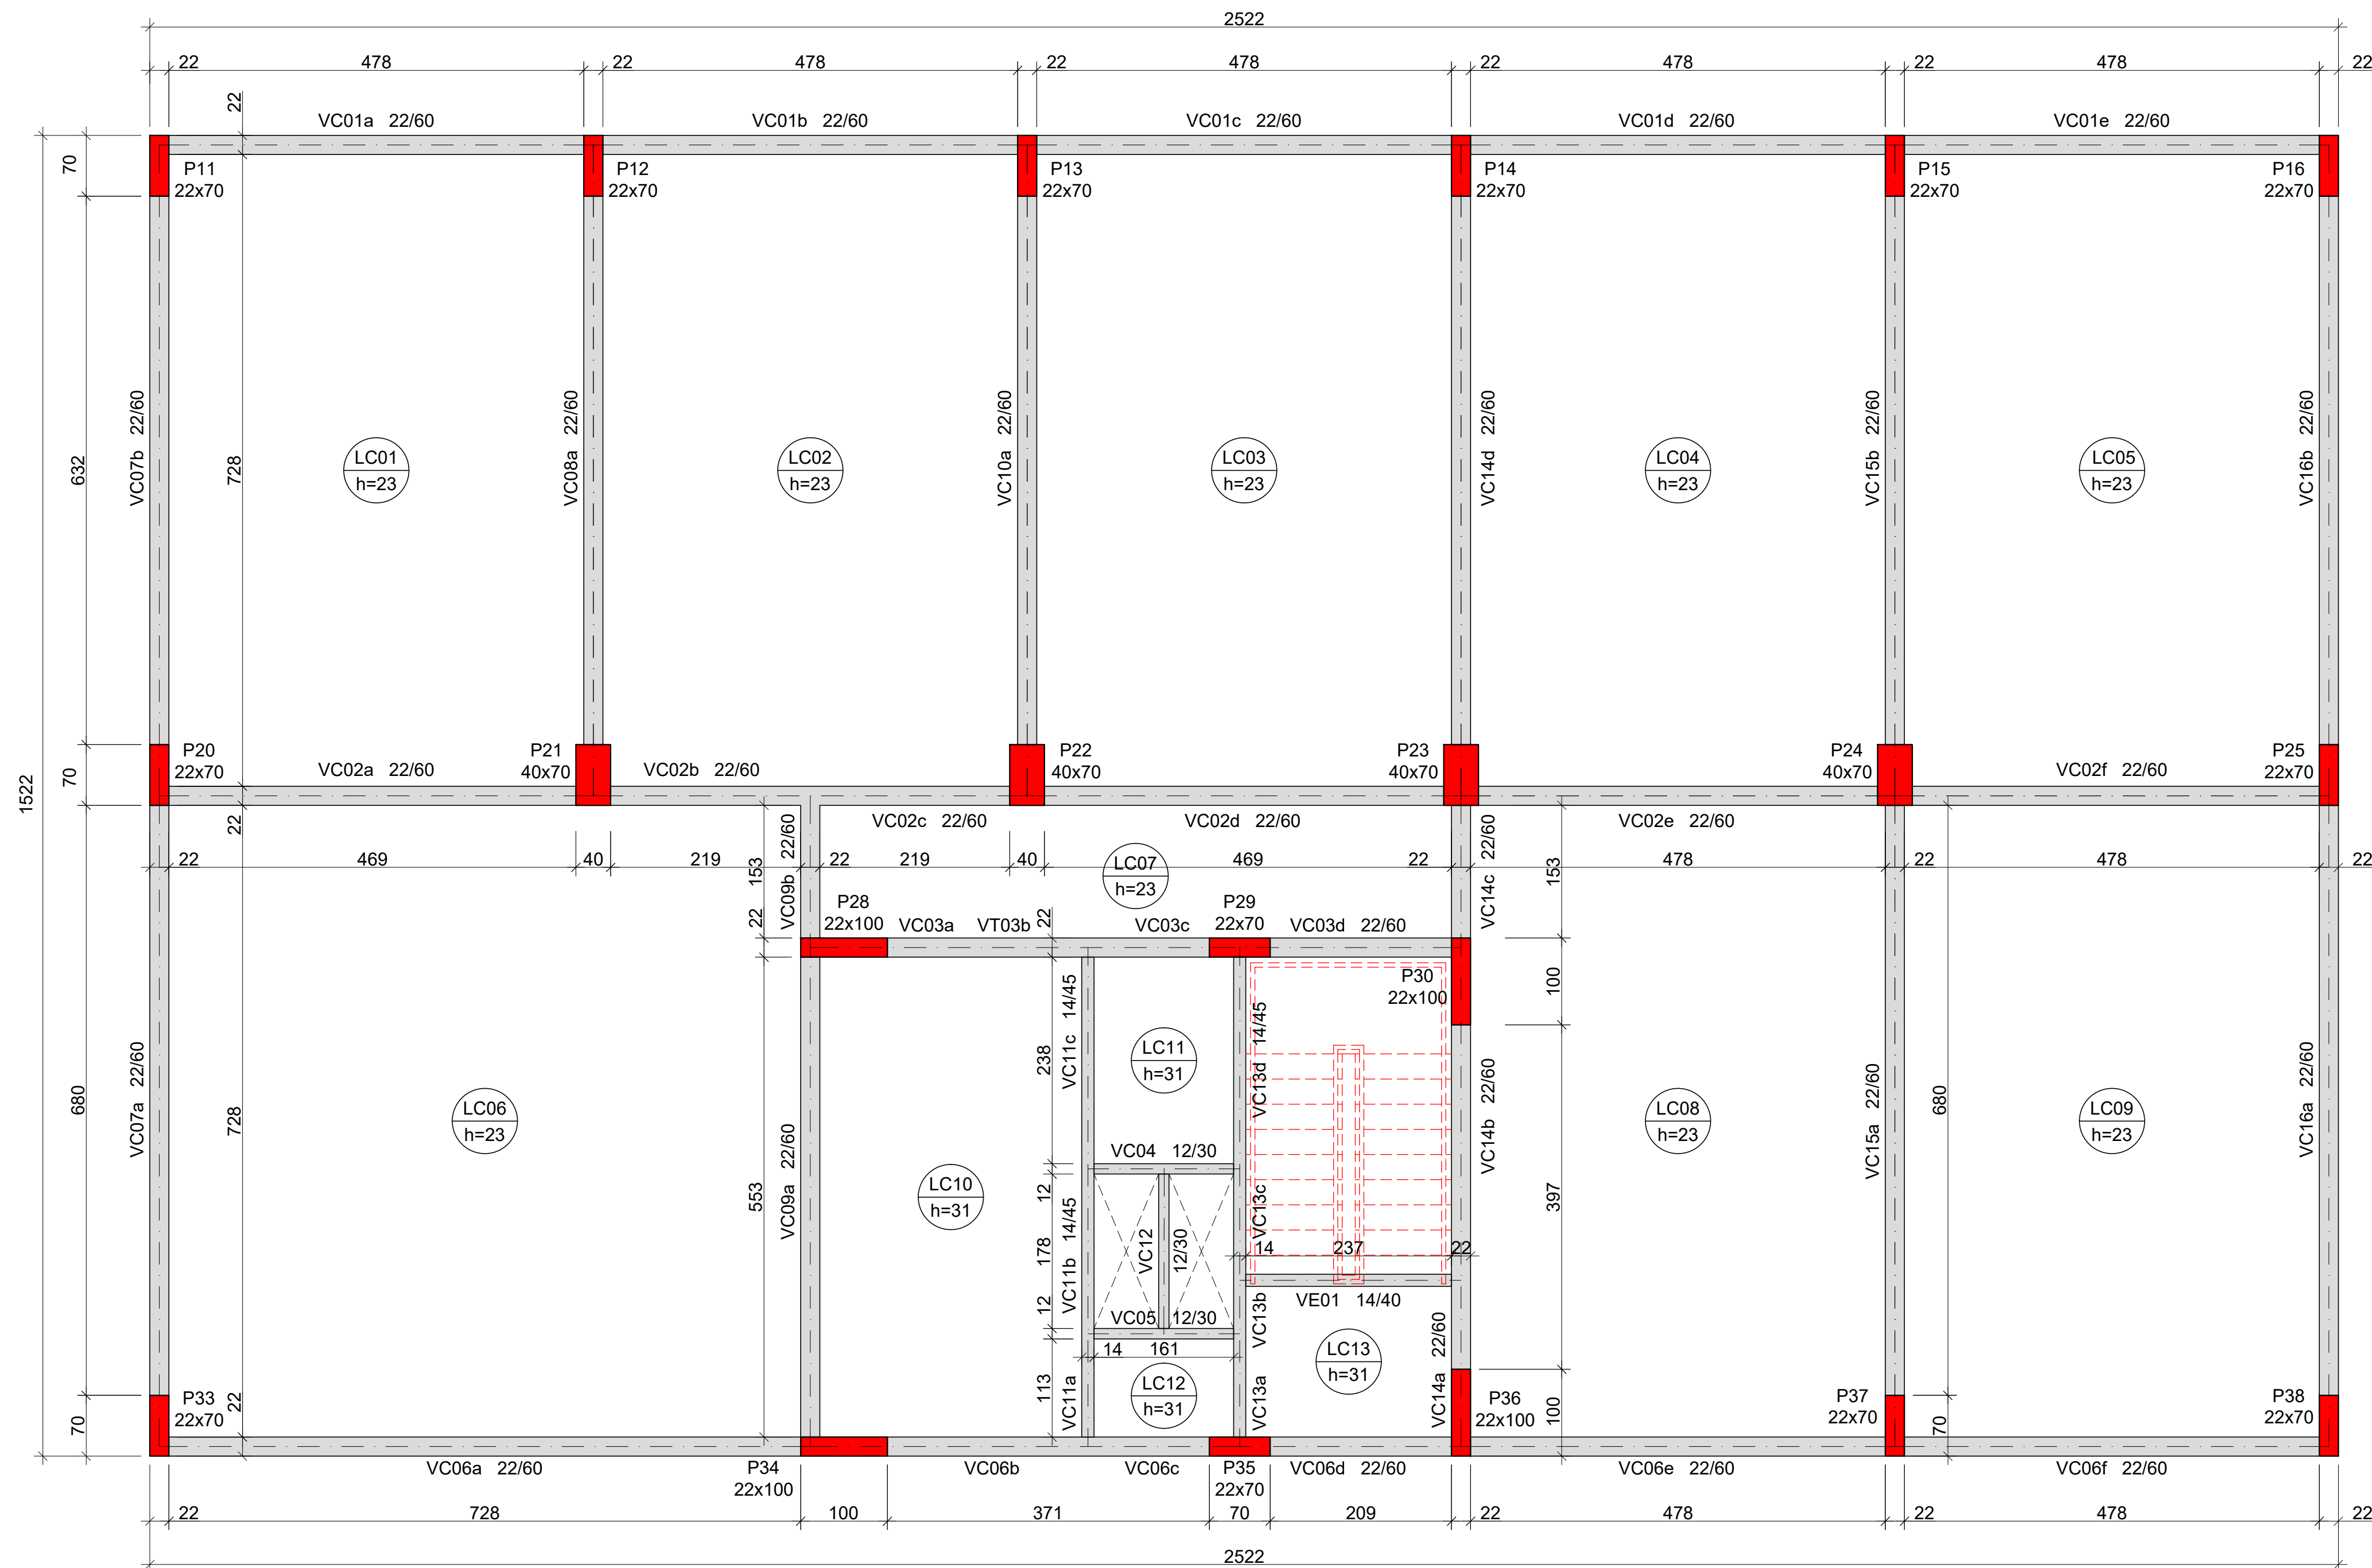 2522
22 478 22 478 22 478 22 478 22 478 22
22
VC01a 22/60 VC01b 22/60 VC01c 22/60 VC01d 22/60 VC01e 22/60
70
P11 P12 P13 P14 P15 P16
22x70 22x70 22x70 22x70 22x70 22x70
VC07b 22/60 VC08a 22/60 VC10a 22/60 VC14d 22/60 VC15b 22/60 VC16b 22/60
632 728
LC01 LC02 LC03 LC04 LC05
h=23 h=23 h=23 h=23 h=23
1522
70
P20 P21 P22 P23 P24 P25
22x70 40x70 40x70 40x70 40x70 22x70
VC02a 22/60 VC02b 22/60 VC02f 22/60
22
VC02c 22/60 VC02d 22/60 VC02e 22/60
22 469 40 219 22 219 40 469 22 478 22 478 22
LC07
h=23
153 VC09b 22/60 VC14c 22/60 153
22
P28 P29
22x100 22x70
VC03a VT03b 22 VC03c VC03d 22/60
P30
22x100
100
VC11c 14/45
238
LC11
h=31
VC13d 14/45
VC07a 22/60
680 728
LC06
h=23
VC14b 22/60
LC08
h=23
VC15a 22/60
680
LC09
h=23
VC16a 22/60
553 VC09a 22/60
LC10
h=31
VC04 12/30
12
178
VC11b 14/45
VC12 12/30
VC13c
397
14 237 22
12
VC05 12/30
VE01 14/40
VC13b
14 161
LC13
h=31
VC14a 22/60
113 VC11a
LC12
h=31
VC13a
P33 P36 P37 P38
22x70 22x100 22x70 22x70
70 22 100 70
VC06a 22/60 P34 VC06b VC06c P35 VC06d 22/60 VC06e 22/60 VC06f 22/60
22x100 22x70
22 728 100 371 70 209 22 478 22 478 22
2522